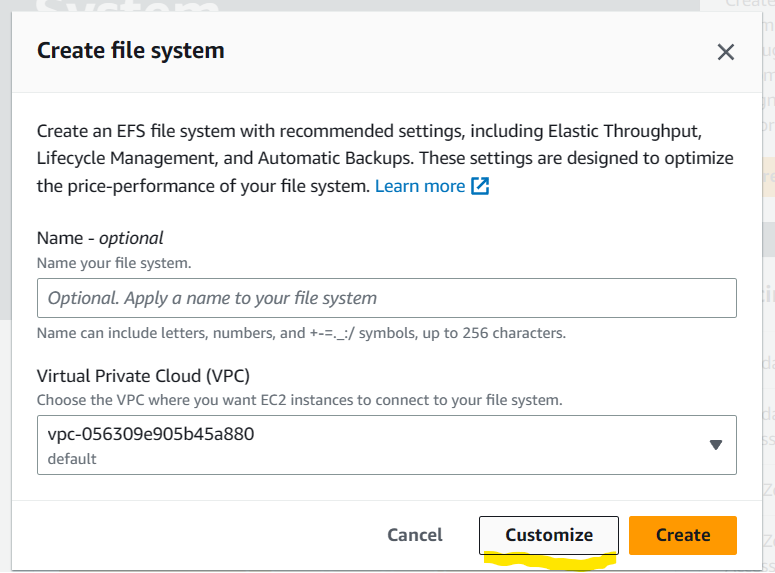 System
Create file system
Create an EFS file system with recommended settings, including Elastic Throughput,
Lifecycle Management, and Automatic Backups. These settings are designed to optimize
the price-performance of your file system. Learn more
Name - optional
Name your file system.
Optional. Apply a name to your file system
Name can include letters, numbers, and +-=._:/ symbols, up to 256 characters.
Virtual Private Cloud (VPC)
Choose the VPC where you want EC2 instances to connect to your file system.
vpc-056309e905b45a880
default
Cancel
Customize
Create